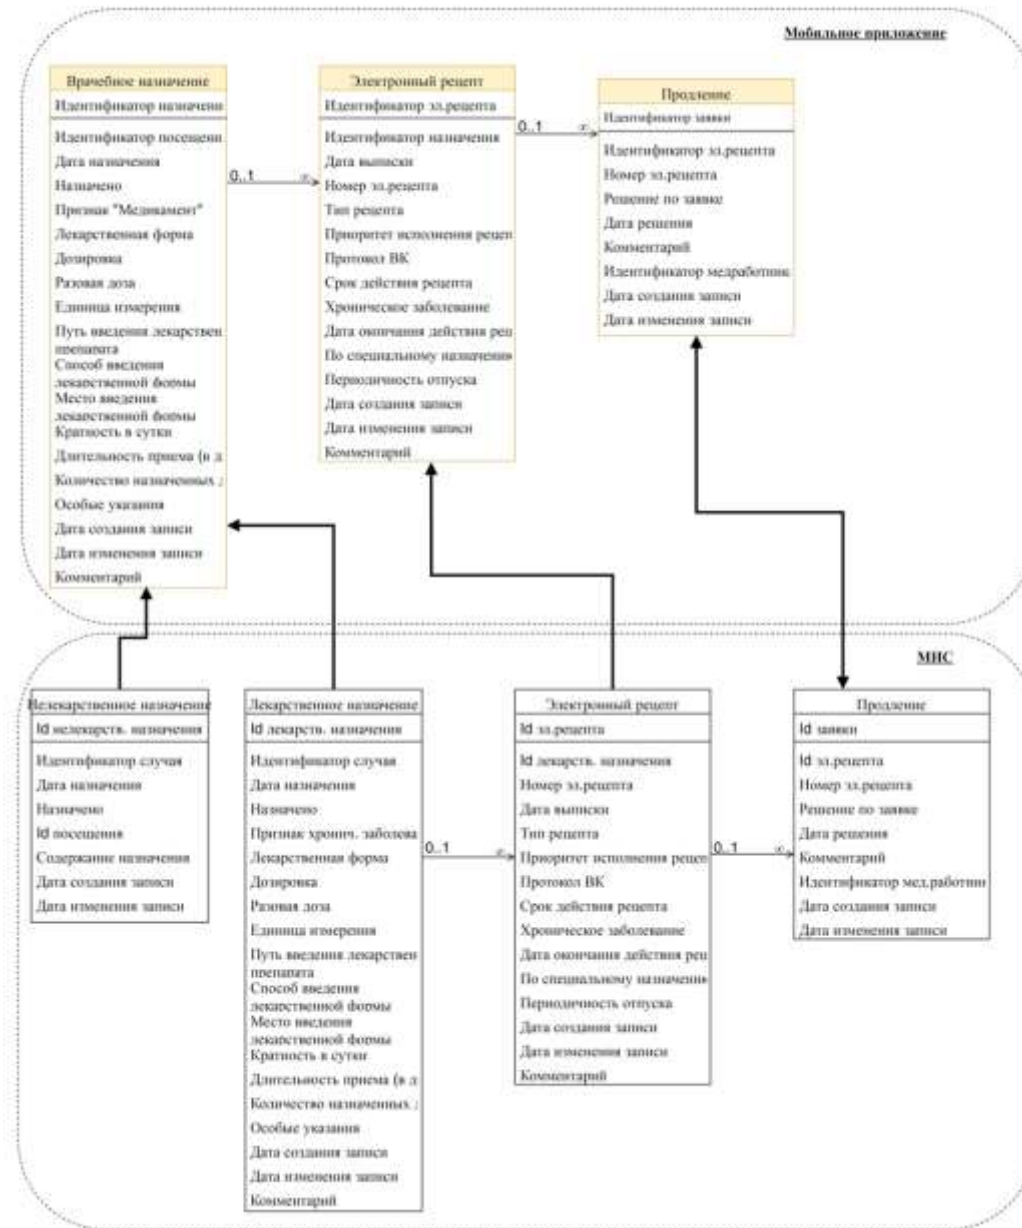 Мобильное приложение
Врачебное назначение
Идентификатор назначени
Идентификатор посещени
Дата назначения
Назначено
Признак "Медикамент"
Лекарственная форма
Дозировка
Разовая доза
Единица измерения
Путь введения лекарствен
препарата
Способ введения
лекарственной формы
Место введения
лекарственной формы
Кратность в сутки
Длительность приема (в д
Количество назначенных
Особые указания
Дата создания записи
Дата изменения записи
Комментарий
0..1 ∞
Электронный рецепт
Идентификатор эл.рецепта
Идентификатор назначения
Дата выписки
Номер эл.рецепта
Тип рецепта
Приоритет исполнения рецеп
Протокол ВК
Срок действия рецепта
Хроническое заболевание
Дата окончания действия рец
По специальному назначени
Периодичность отпуска
Дата создания записи
Дата изменения записи
Комментарий
0..1 ∞
Продление
Идентификатор заявки
Идентификатор эл.рецепта
Номер эл.рецепта
Решение по заявке
Дата решения
Комментарий
Идентификатор медработник
Дата создания записи
Дата изменения записи
МИС
Нелекарственное назначение
Id нелекарств. назначения
Идентификатор случая
Дата назначения
Назначено
Id посещения
Содержание назначения
Дата создания записи
Дата изменения записи
Лекарственное назначение
Id лекарств. назначения
Идентификатор случая
Дата назначения
Назначено
Признак хронич. заболева
Лекарственная форма
Дозировка
Разовая доза
Единица измерения
Путь введения лекарствен
препарата
Способ введения
лекарственной формы
Место введения
лекарственной формы
Кратность в сутки
Длительность приема (в д
Количество назначенных
Особые указания
Дата создания записи
Дата изменения записи
Комментарий
0..1 ∞
Электронный рецепт
Id эл.рецепта
Id лекарств. назначения
Номер эл.рецепта
Дата выписки
Тип рецепта
Приоритет исполнения рецеп
Протокол ВК
Срок действия рецепта
Хроническое заболевание
Дата окончания действия рец
По специальному назначени
Периодичность отпуска
Дата создания записи
Дата изменения записи
Комментарий
0..1 ∞
Продление
Id заявки
Id эл.рецепта
Номер эл.рецепта
Решение по заявке
Дата решения
Комментарий
Идентификатор мед.работни
Дата создания записи
Дата изменения записи